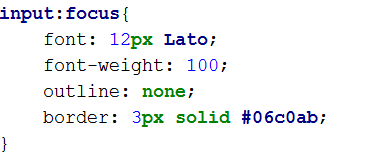 input:focus{
    font: 12px Lato;
    font-weight: 100;
    outline: none;
    border: 3px solid #06c0ab;
}